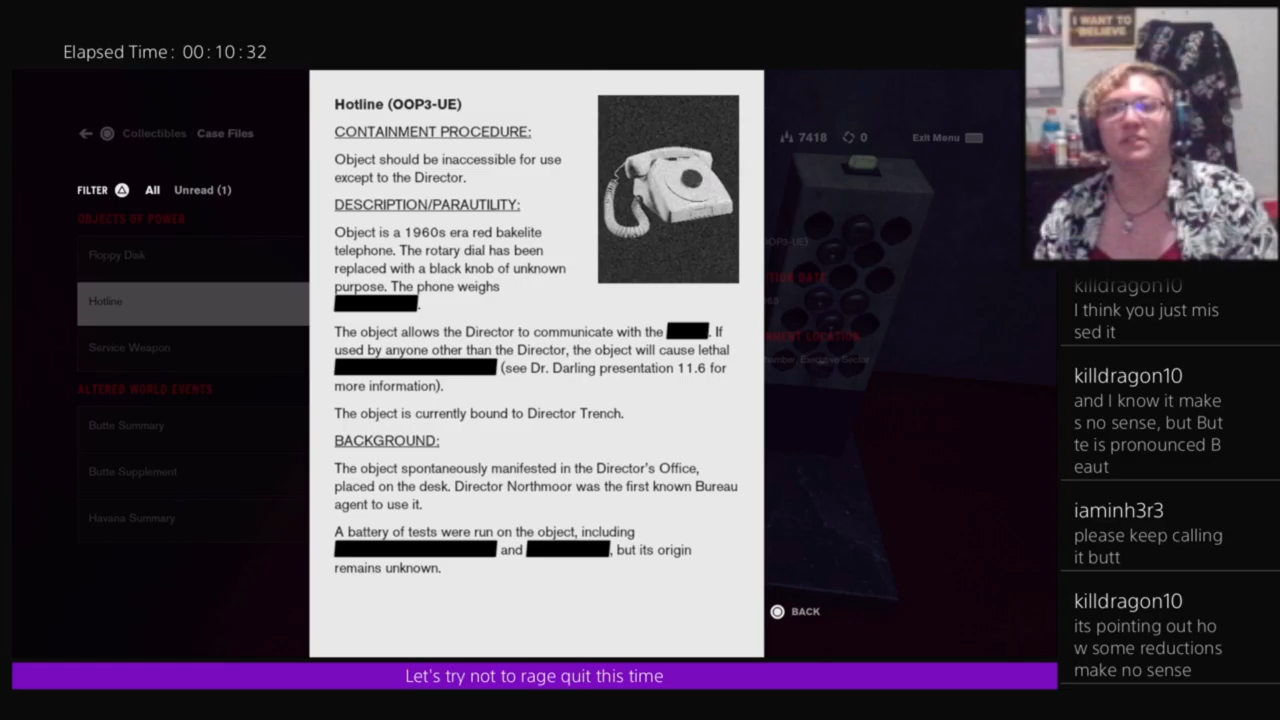 Elapsed Time: 00:10:32
I WANT TO
BELIEVE
Collectibles Case Files
7418 0 Exit Menu
FILTER All Unread (1)
OBJECTS OF POWER
Floppy Disk
Hotline
Service Weapon
ALTERED WORLD EVENTS
Butte Summary
Butte Supplement
Havana Summary
Hotline (OOP3-UE)
CONTAINMENT PROCEDURE:
Object should be inaccessible for use
except to the Director.
DESCRIPTION/PARAUTILITY:
Object is a 1960s era red bakelite
telephone. The rotary dial has been
replaced with a black knob of unknown
purpose. The phone weighs
.
The object allows the Director to communicate with the . If
used by anyone other than the Director, the object will cause lethal
(see Dr. Darling presentation 11.6 for
more information).
The object is currently bound to Director Trench.
BACKGROUND:
The object spontaneously manifested in the Director's Office,
placed on the desk. Director Northmoor was the first known Bureau
agent to use it.
A battery of tests were run on the object, including
and , but its origin
remains unknown.
OOP3-UE)
BACK
killdragon10
I think you just mis
sed it
killdragon10
and I know it make
s no sense, but But
te is pronounced B
eaut
iaminh3r3
please keep calling
it butt
killdragon10
its pointing out ho
w some reductions
make no sense
Let's try not to rage quit this time